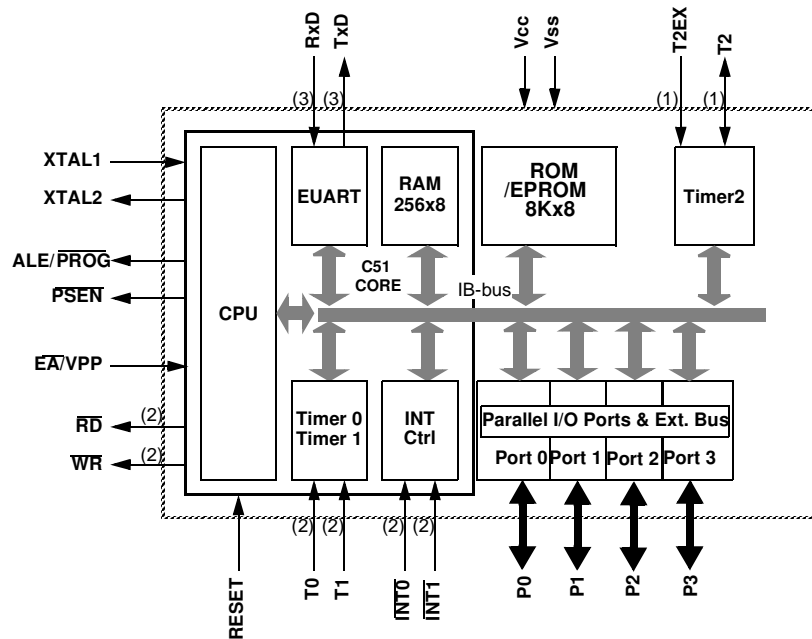 RxD
TxD
Vcc
Vss
T2EX
T2
(3) (3)
(1) (1)
XTAL1
XTAL2
ALE/PROG
PSEN
EA/VPP
RD
(2)
WR
(2)
CPU
EUART
RAM
256x8
ROM
/EPROM
8Kx8
Timer2
C51
CORE
IB-bus
Timer 0
Timer 1
INT
Ctrl
Parallel I/O Ports & Ext. Bus
Port 0
Port 1
Port 2
Port 3
(2) (2)
(2) (2)
RESET
T0
T1
INT0
INT1
P0
P1
P2
P3